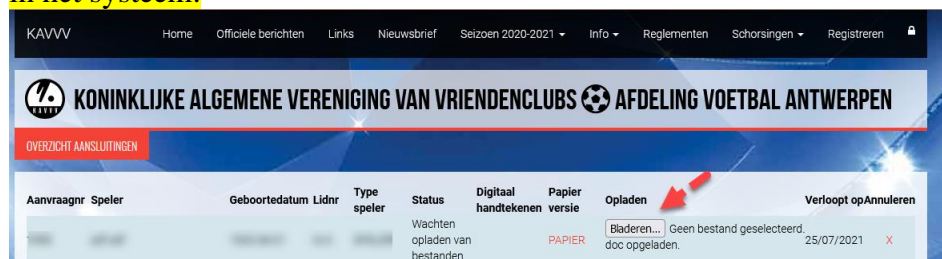 in het systeem.
KAVVV Home Officiele berichten Links Nieuwsbrief Seizoen 2020-2021 Info Reglementen Schorsingen Registreren
KAVVV KONINKLIJKE ALGEMENE VERENIGING VAN VRIENDENCLUBS AFDELING VOETBAL ANTWERPEN
OVERZICHT AANSLUITINGEN
Aanvraagnr Speler Geboortedatum Lidnr Type speler Status Digitaal handtekenen Papier versie Opladen Verloopt op Annuleren
Wachten opladen van bestanden PAPIER Bladeren... Geen bestand geselecteerd. doc opgeladen. 25/07/2021 X